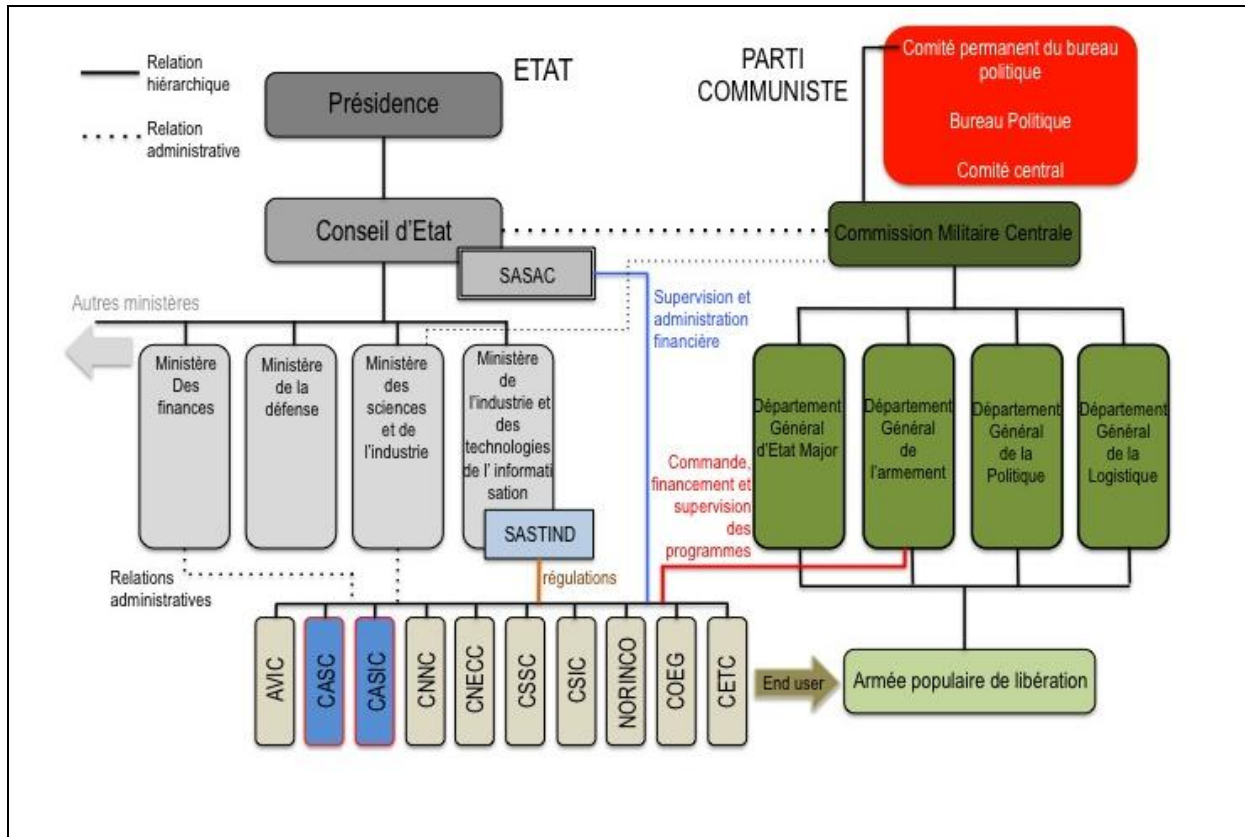 Relation
hiérarchique
Relation
administrative
ETAT
PARTI
COMMUNISTE
Présidence
Comité permanent du bureau
politique
Bureau Politique
Comité central
Conseil d'Etat
Commission Militaire Centrale
SASAC
Supervision et
administration
financière
Autres ministères
Ministère
Des
finances
Ministère
de la
défense
Ministère
des
sciences
et de
l'industrie
Ministère
de
l'industrie et
des
technologies
de l' informati
sation
SASTIND
Département
Général
d'Etat Major
Département
Général
de
l'armement
Département
Général
de la
Politique
Département
Général
de la
Logistique
Commande,
financement et
supervision
des
programmes
Relations
administratives
régulations
AVIC
CASC
CASIC
CNNC
CNECC
CSSC
CSIC
NORINCO
COEG
CETC
End user
Armée populaire de libération